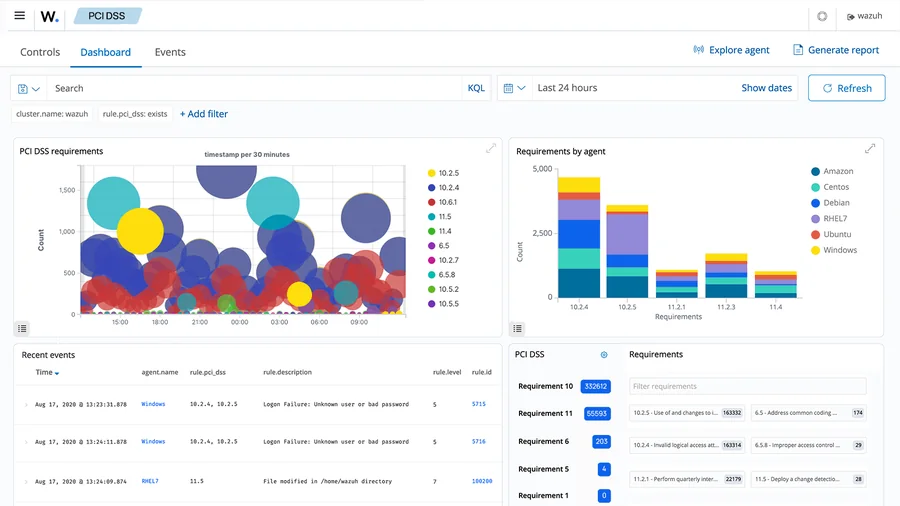 W. PCI DSS wazuh
Controls Dashboard Events Explore agent Generate report
Search KQL Last 24 hours Show dates Refresh
cluster.name: wazuh rule.pci_dss: exists + Add filter
PCI DSS requirements
timestamp per 30 minutes
Count
1,500
1,000
500
0
15:00 18:00 21:00 00:00 03:00 06:00 09:00
10.2.5
10.2.4
10.6.1
11.5
11.4
6.5
10.2.7
6.5.8
10.5.2
10.5.5
Requirements by agent
Count
5,000
2,500
0
10.2.4 10.2.5 11.2.1 11.2.3 11.4
Requirements
Amazon
Centos
Debian
RHEL7
Ubuntu
Windows
Recent events
Time agent.name rule.pci_dss rule.description rule.level rule.id
Aug 17, 2020 @ 13:23:31.878 Windows 10.2.4, 10.2.5 Logon Failure: Unknown user or bad password 5 5715
Aug 17, 2020 @ 13:24:11.878 Windows 10.2.4, 10.2.5 Logon Failure: Unknown user or bad password 5 5716
Aug 17, 2020 @ 13:24:09.874 RHEL7 11.5 File modified in /home/wazuh directory 7 100200
PCI DSS
Requirement 10 332612
Requirement 11 55593
Requirement 6 203
Requirement 5 4
Requirement 1 0
Requirements
Filter requirements
10.2.5 - Use of and changes to i... 163332 6.5 - Address common coding ... 174
10.2.4 - Invalid logical access att... 163314 6.5.8 - Improper access control ... 29
11.2.1 - Perform quarterly inter... 22179 11.5 - Deploy a change detectio... 28